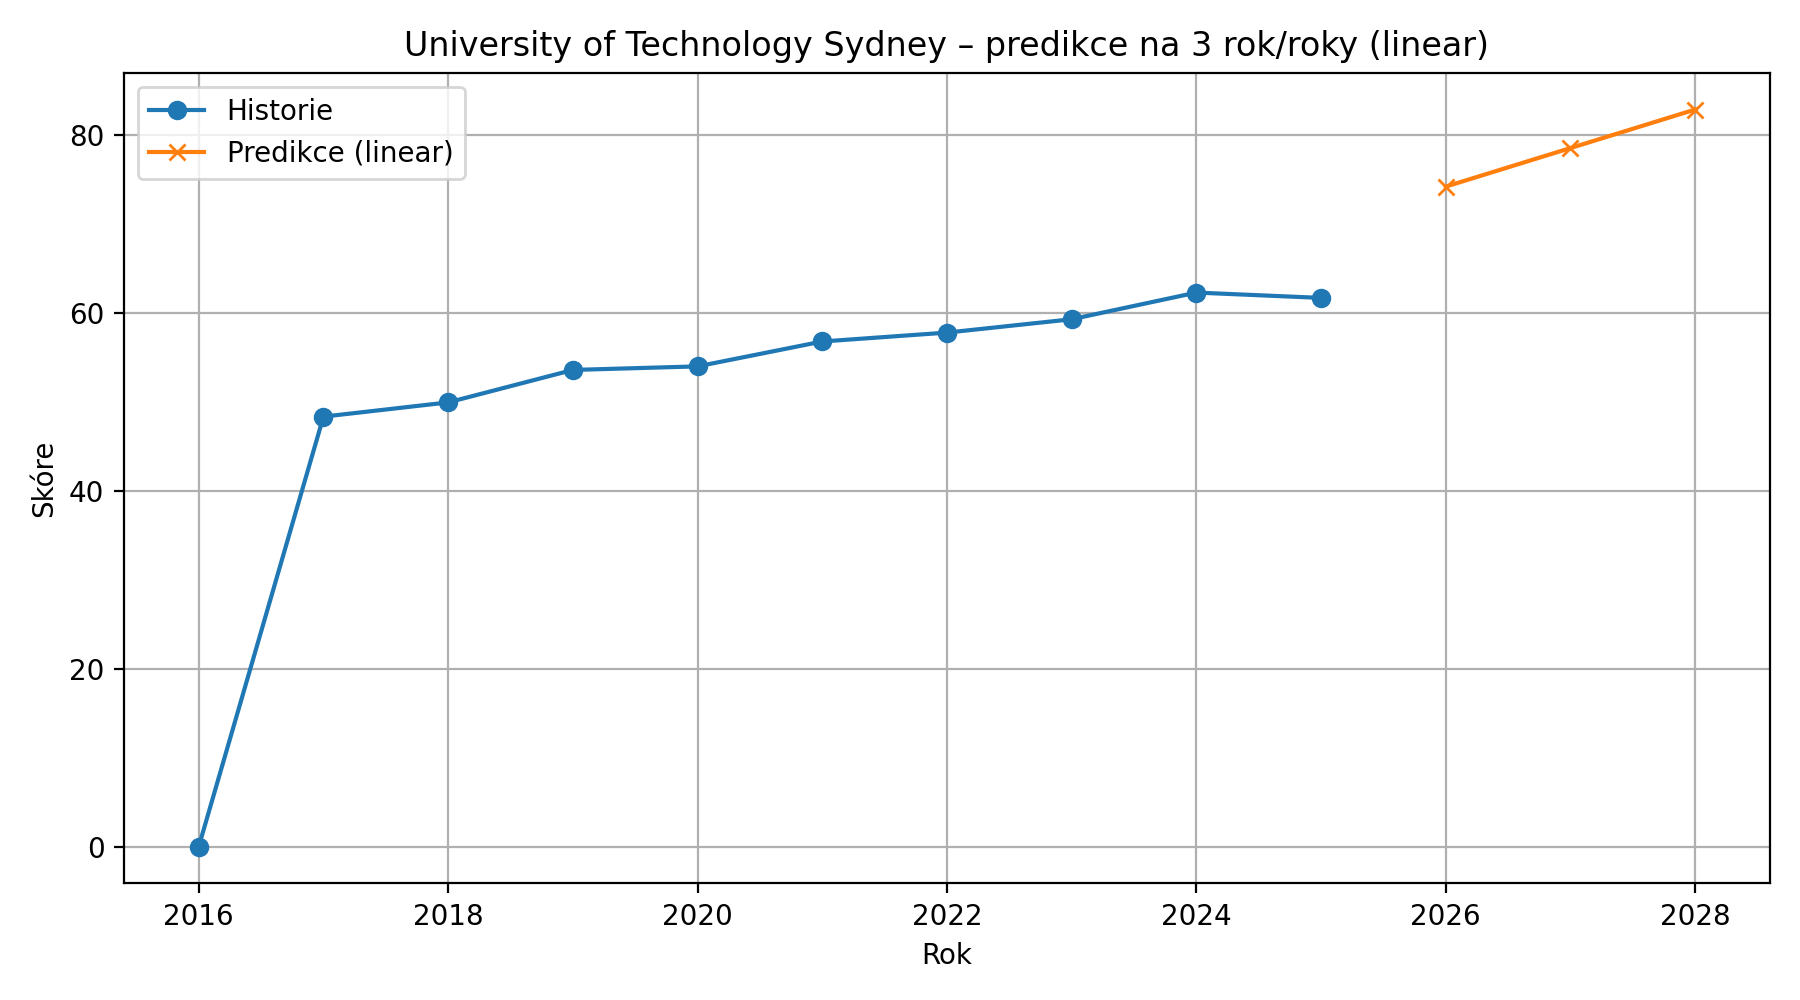 University of Technology Sydney – predikce na 3 rok/roky (linear)
Historie
Predikce (linear)
80
60
40
20
0
Skóre
2016 2018 2020 2022 2024 2026 2028
Rok